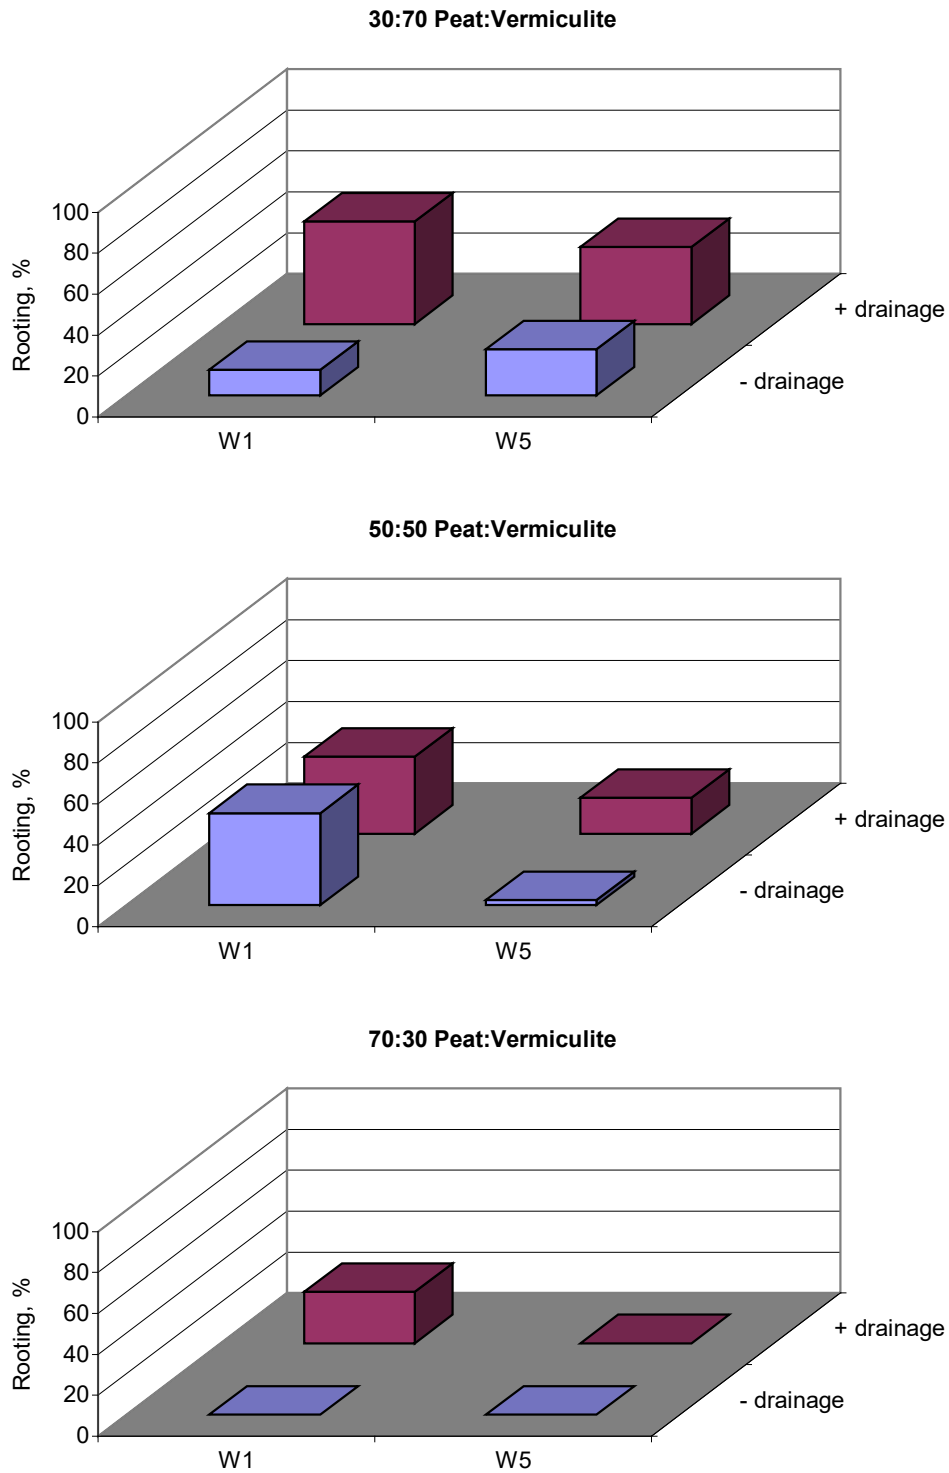 30:70 Peat:Vermiculite
100
80
60
40
20
0
Rooting, %
W1
W5
+ drainage
- drainage
50:50 Peat:Vermiculite
100
80
60
40
20
0
Rooting, %
W1
W5
+ drainage
- drainage
70:30 Peat:Vermiculite
100
80
60
40
20
0
Rooting, %
W1
W5
+ drainage
- drainage